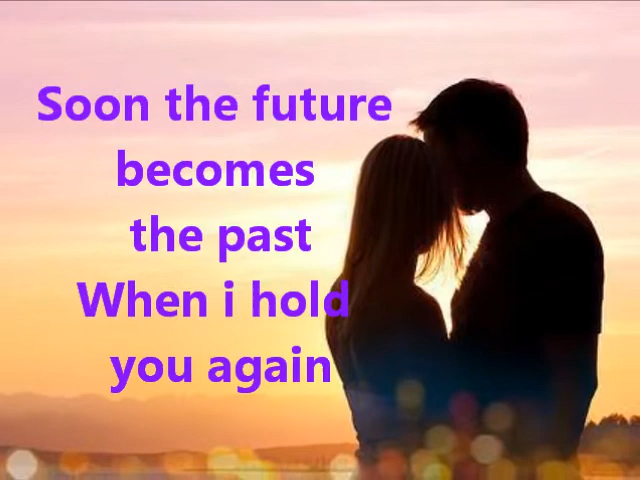 Soon the future
becomes
the past
When i hold
you again